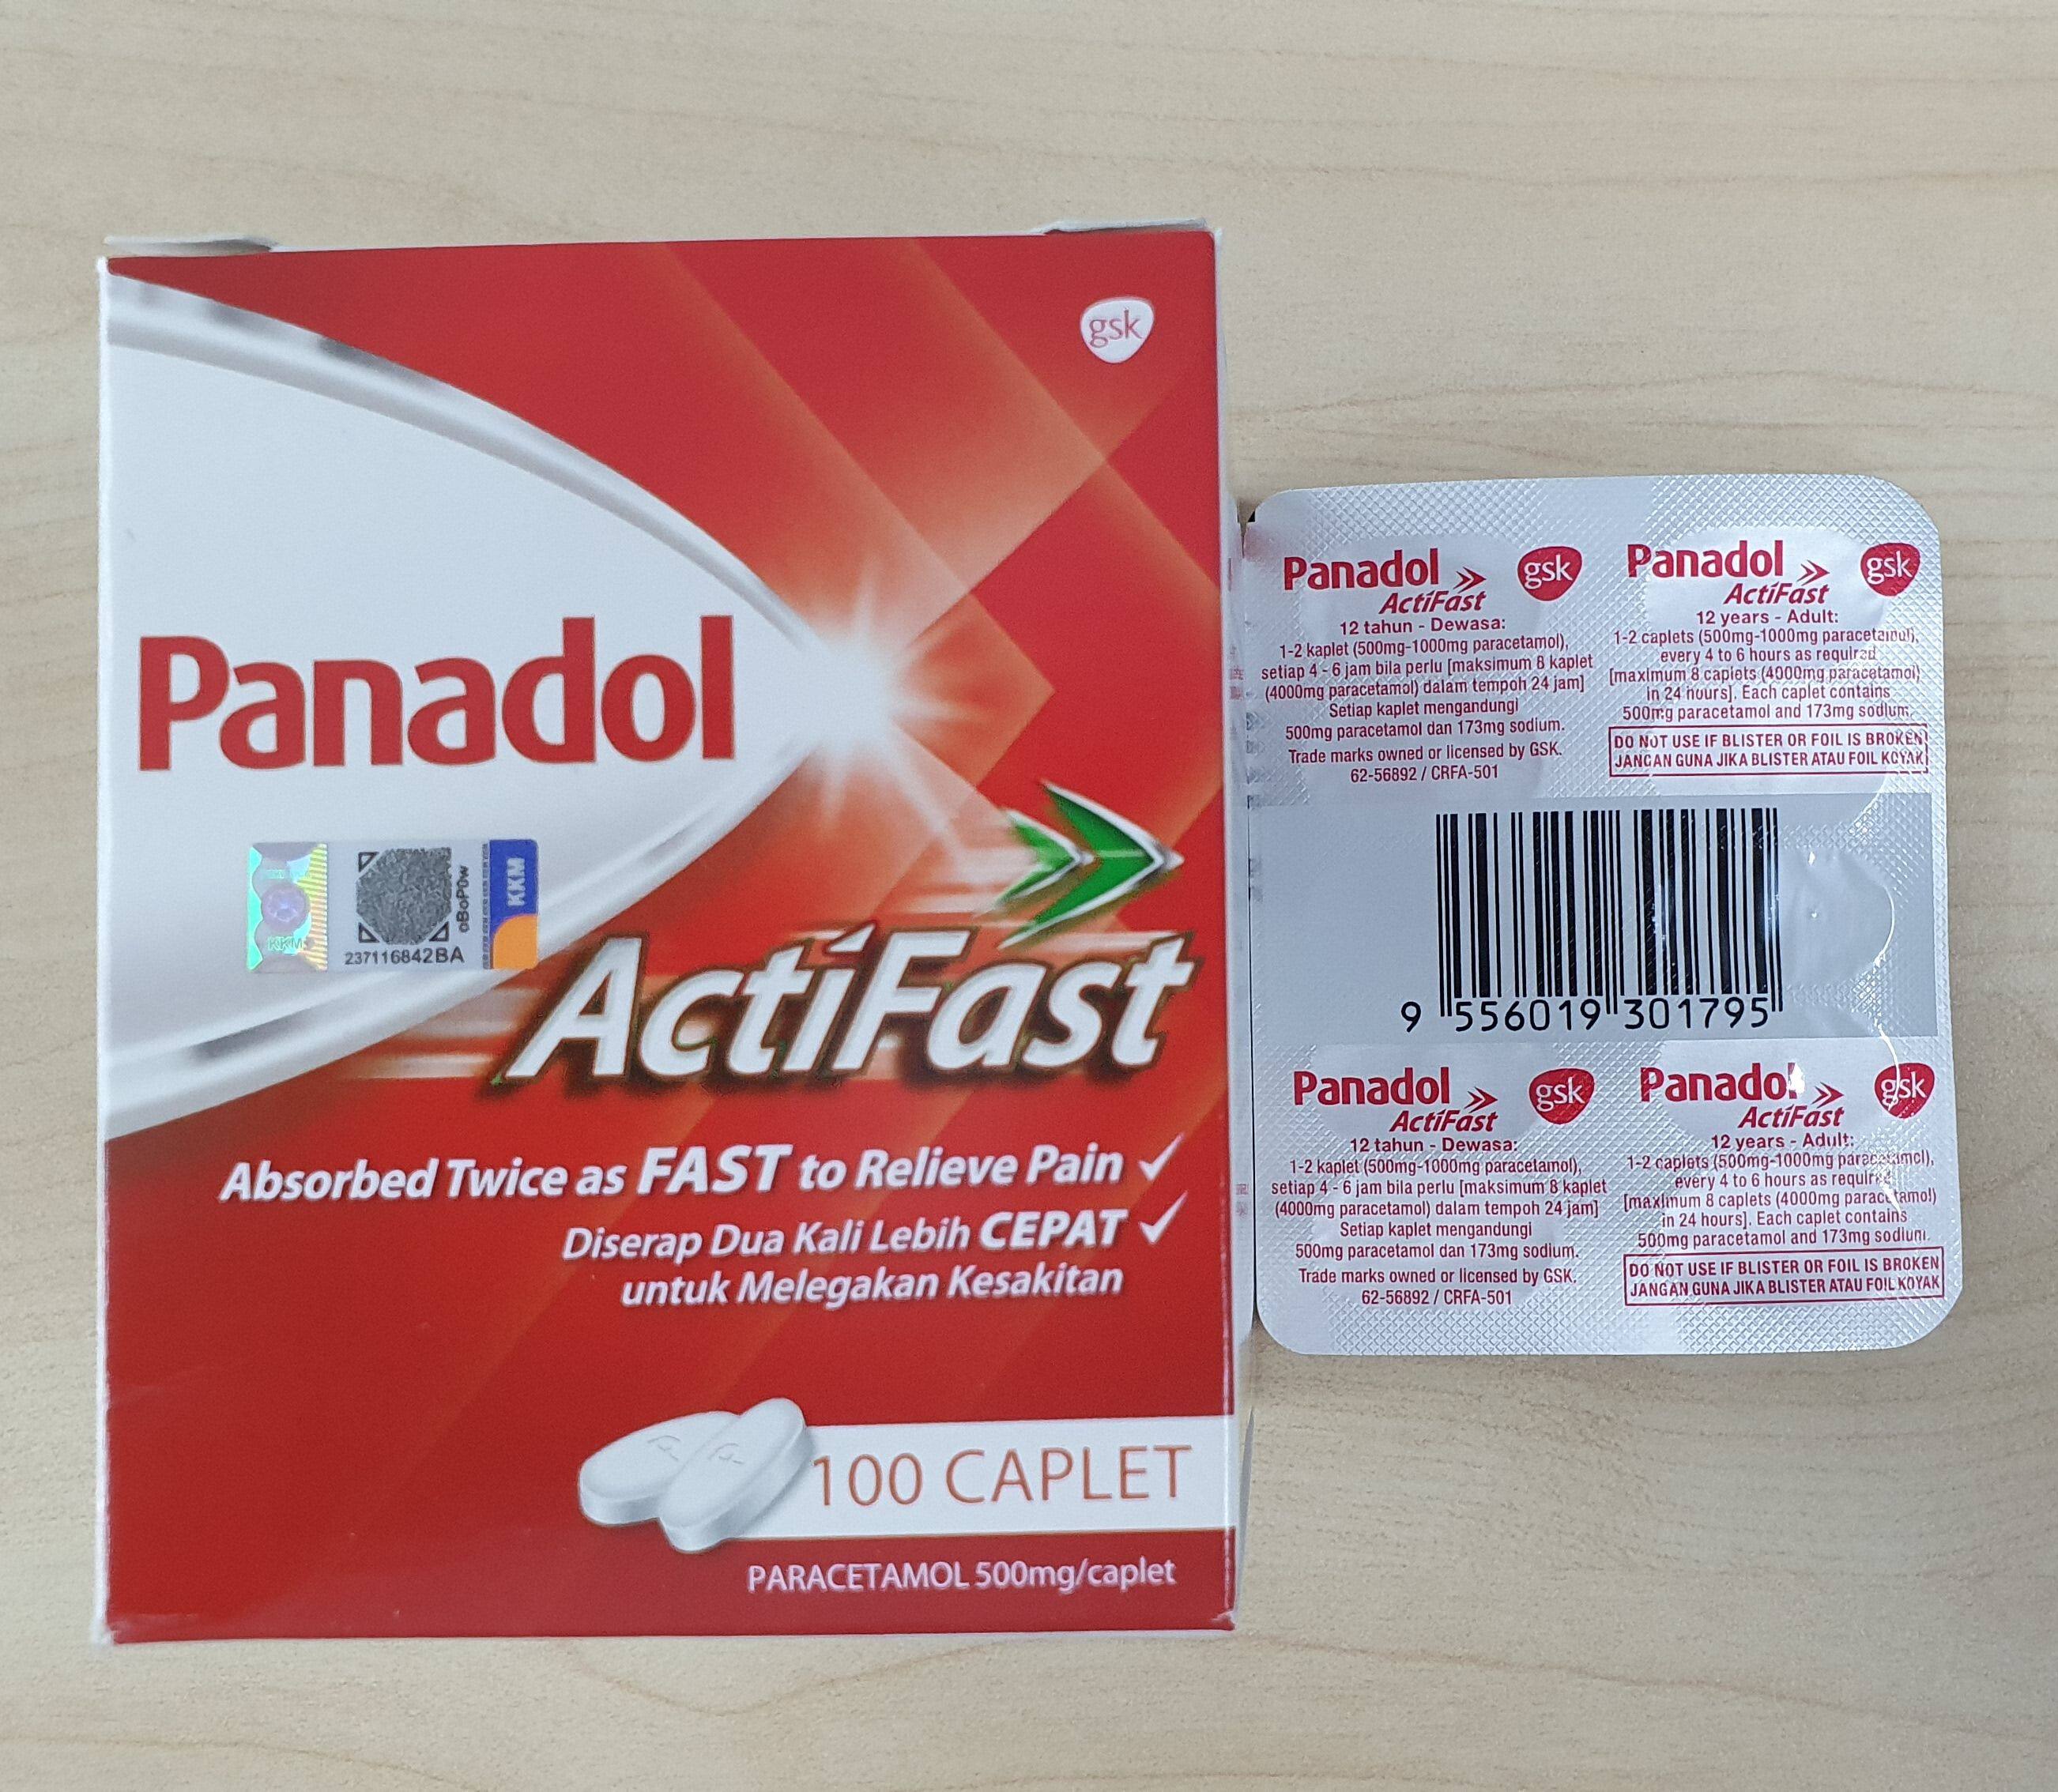 gsk
Panadol
KKM
oBoP0w
237116842BA
KKM
ActiFast
Absorbed Twice as FAST to Relieve Pain ✓
Diserap Dua Kali Lebih CEPAT ✓
untuk Melegakan Kesakitan
100 CAPLET
PARACETAMOL 500mg/caplet
Panadol gsk
ActiFast
12 tahun - Dewasa:
1-2 kaplet (500mg-1000mg paracetamol),
setiap 4 - 6 jam bila perlu [maksimum 8 kaplet
(4000mg paracetamol) dalam tempoh 24 jam]
Setiap kaplet mengandungi
500mg paracetamol dan 173mg sodium.
Trade marks owned or licensed by GSK.
62-56892 / CRFA-501
Panadol gsk
ActiFast
12 years - Adult:
1-2 caplets (500mg-1000mg paracetamol),
every 4 to 6 hours as required
[maximum 8 caplets (4000mg paracetamol)
in 24 hours]. Each caplet contains
500mg paracetamol and 173mg sodium.
DO NOT USE IF BLISTER OR FOIL IS BROKEN
JANGAN GUNA JIKA BLISTER ATAU FOIL KOYAK
9 556019 301795
Panadol gsk
ActiFast
12 tahun - Dewasa:
1-2 kaplet (500mg-1000mg paracetamol),
setiap 4 - 6 jam bila perlu [maksimum 8 kaplet
(4000mg paracetamol) dalam tempoh 24 jam]
Setiap kaplet mengandungi
500mg paracetamol dan 173mg sodium.
Trade marks owned or licensed by GSK.
62-56892 / CRFA-501
Panadol gsk
ActiFast
12 years - Adult:
1-2 caplets (500mg-1000mg paracetamol),
every 4 to 6 hours as required
[maximum 8 caplets (4000mg paracetamol)
in 24 hours]. Each caplet contains
500mg paracetamol and 173mg sodium.
DO NOT USE IF BLISTER OR FOIL IS BROKEN
JANGAN GUNA JIKA BLISTER ATAU FOIL KOYAK